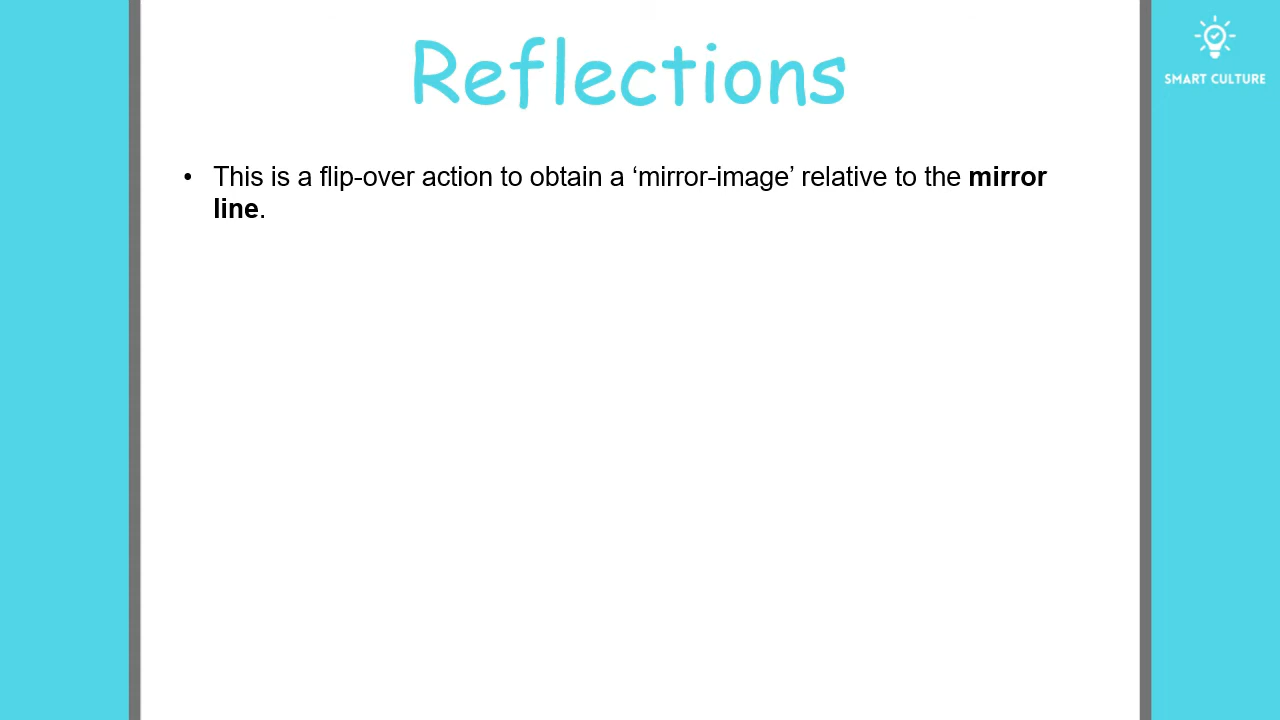 Reflections
SMART CULTURE
• This is a flip-over action to obtain a ‘mirror-image’ relative to the mirror
line.